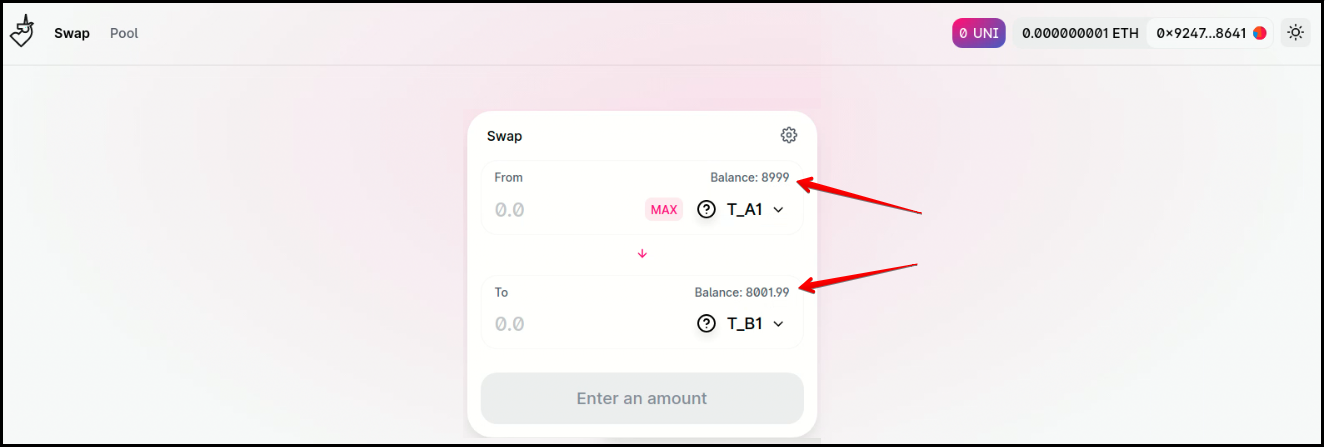 Swap Pool 0 UNI 0.000000001 ETH 0×9247...8641
Swap
From Balance: 8999
0.0 MAX T_A1
To Balance: 8001.99
0.0 T_B1
Enter an amount